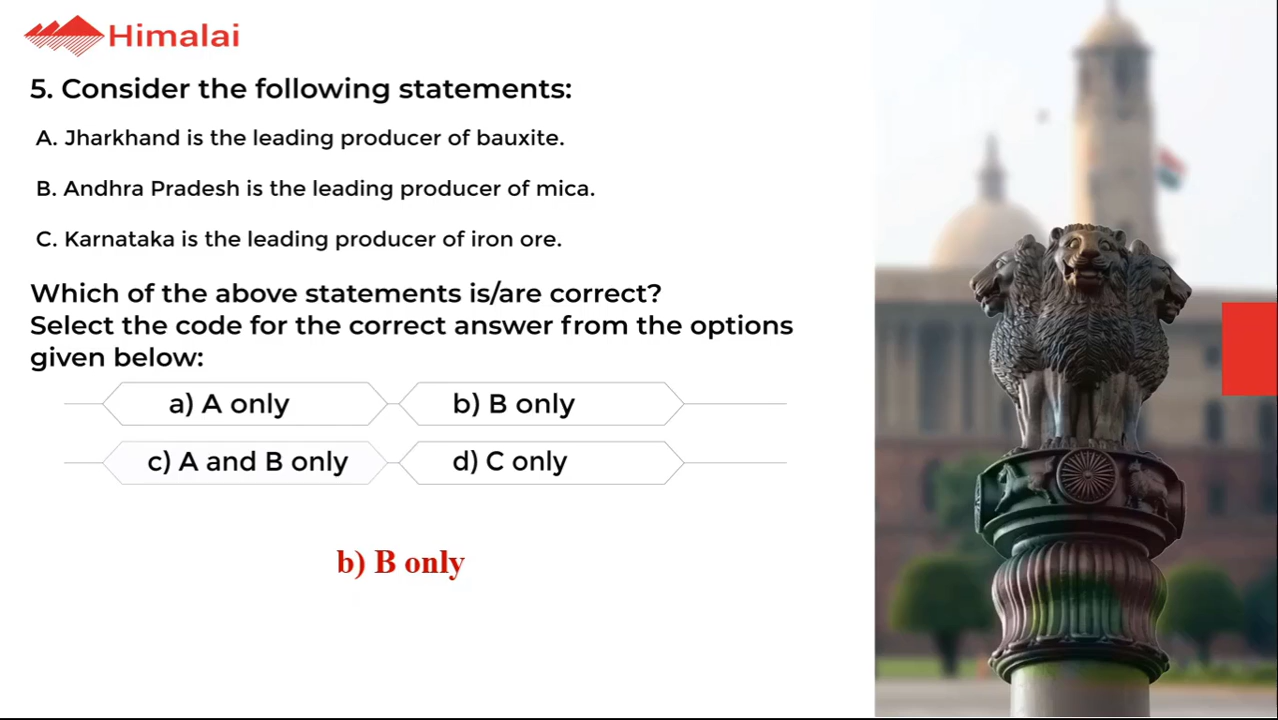 Himalai
5. Consider the following statements:
A. Jharkhand is the leading producer of bauxite.
B. Andhra Pradesh is the leading producer of mica.
C. Karnataka is the leading producer of iron ore.
Which of the above statements is/are correct?
Select the code for the correct answer from the options
given below:
a) A only
b) B only
c) A and B only
d) C only
b) B only